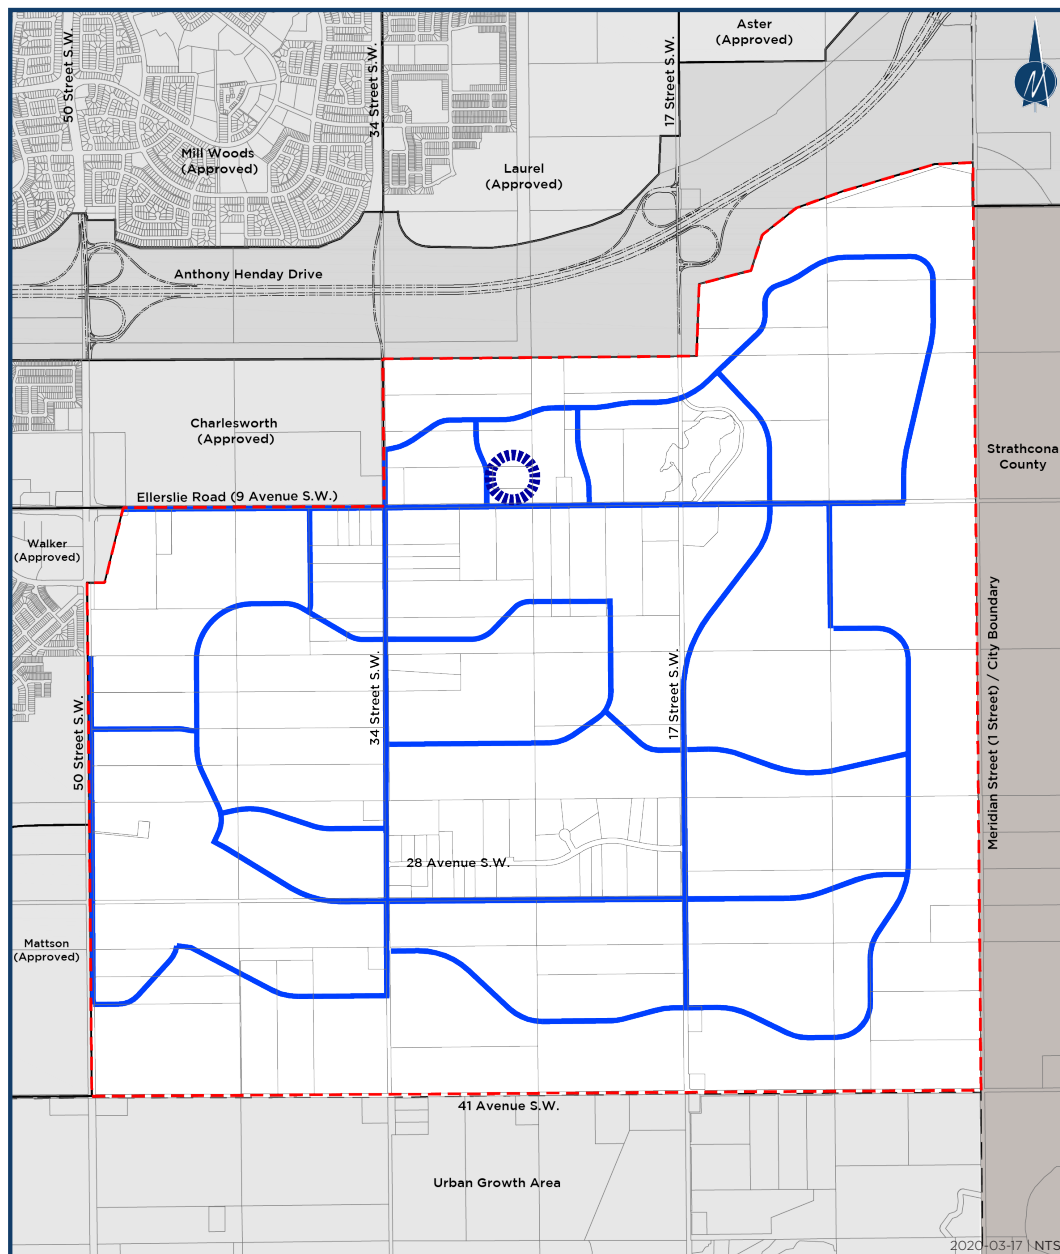 Aster
(Approved)
50 Street S.W.
34 Street S.W.
17 Street S.W.
Mill Woods
(Approved)
Laurel
(Approved)
Anthony Henday Drive
Charlesworth
(Approved)
Strathcona
County
Ellerslie Road (9 Avenue S.W.)
Walker
(Approved)
50 Street S.W.
34 Street S.W.
17 Street S.W.
Meridian Street (1 Street) / City Boundary
28 Avenue S.W.
Mattson
(Approved)
41 Avenue S.W.
Urban Growth Area
2020-03-17 | NTS